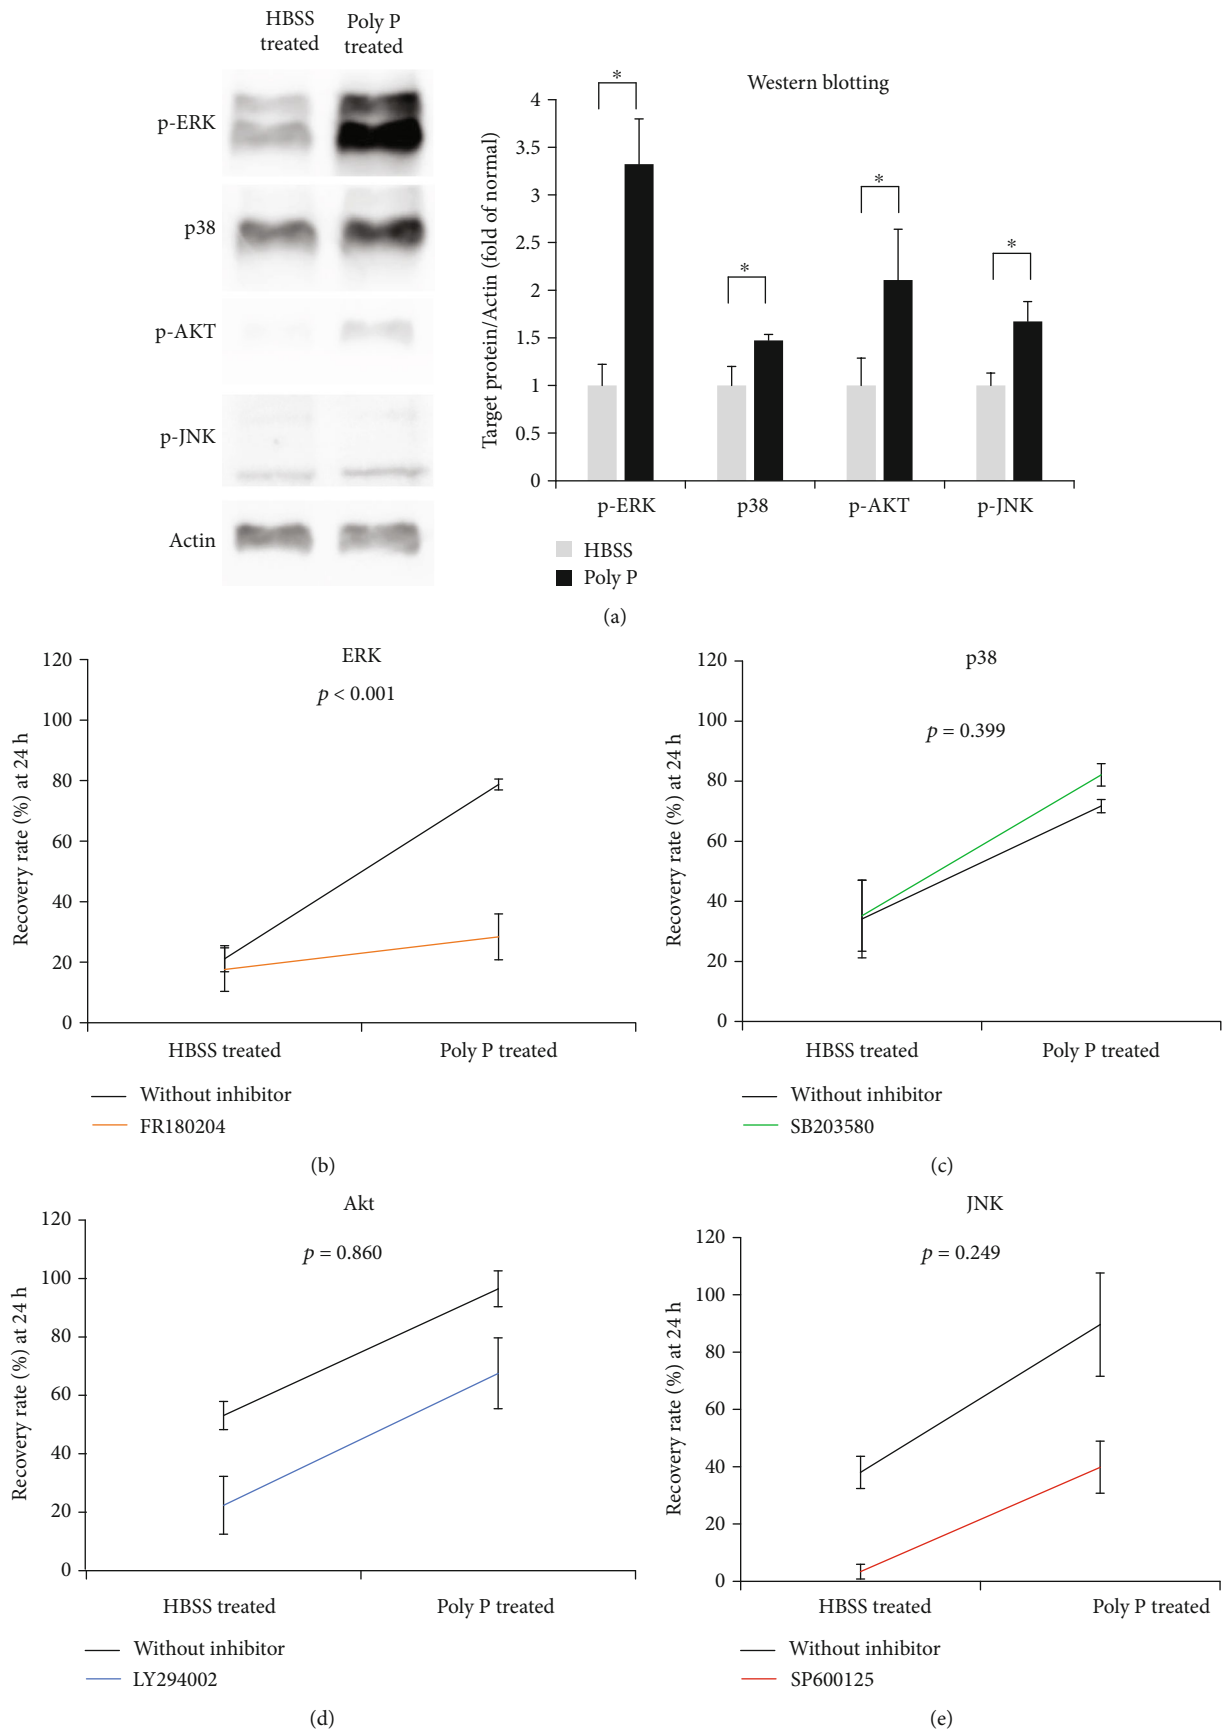 HBSS treated
Poly P treated
p-ERK
p38
p-AKT
p-JNK
Actin
Western blotting
Target protein/Actin (fold of normal)
4
3.5
3
2.5
2
1.5
1
0.5
0
*
*
*
*
p-ERK
p38
p-AKT
p-JNK
HBSS
Poly P
(a)
ERK
p < 0.001
Recovery rate (%) at 24 h
120
100
80
60
40
20
0
HBSS treated
Poly P treated
Without inhibitor
FR180204
(b)
p38
p = 0.399
Recovery rate (%) at 24 h
120
100
80
60
40
20
0
HBSS treated
Poly P treated
Without inhibitor
SB203580
(c)
Akt
p = 0.860
Recovery rate (%) at 24 h
120
100
80
60
40
20
0
HBSS treated
Poly P treated
Without inhibitor
LY294002
(d)
JNK
p = 0.249
Recovery rate (%) at 24 h
120
100
80
60
40
20
0
HBSS treated
Poly P treated
Without inhibitor
SP600125
(e)